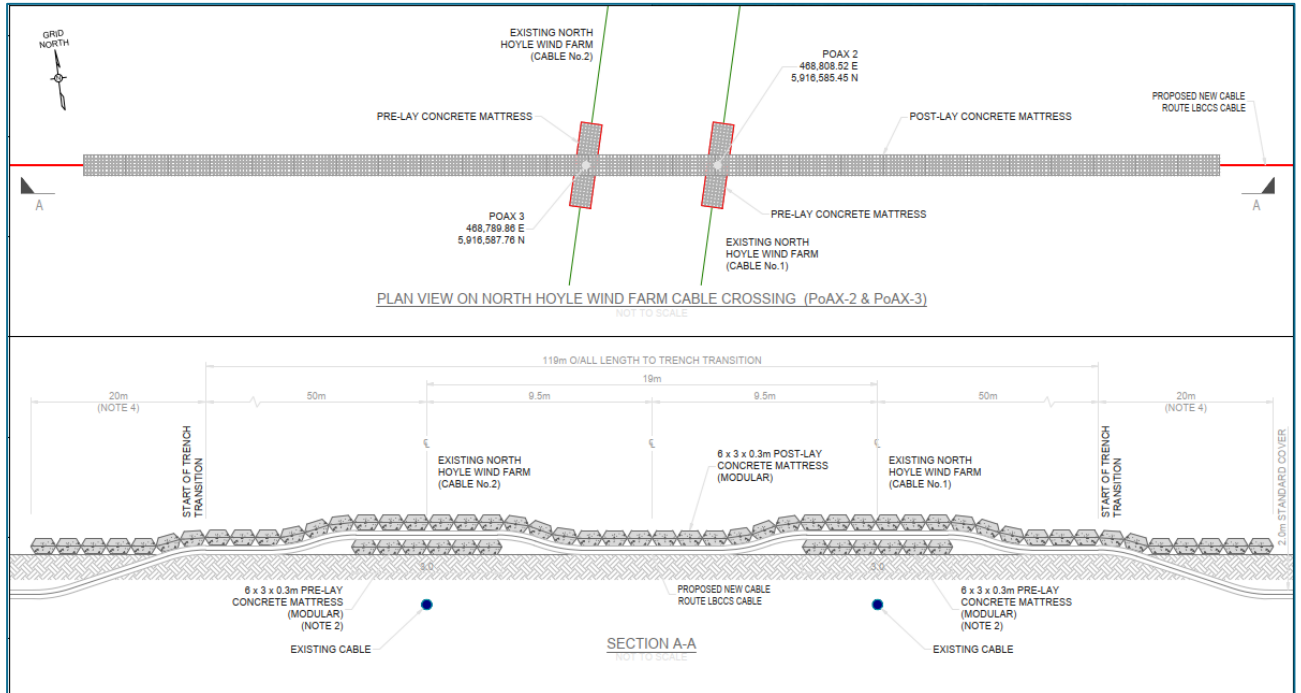 GRID
NORTH
EXISTING NORTH
HOYLE WIND FARM
(CABLE No.2)
POAX 2
468,808.52 E
5,916,585.45 N
PROPOSED NEW CABLE
ROUTE LBCCS CABLE
PRE-LAY CONCRETE MATTRESS
POST-LAY CONCRETE MATTRESS
A
A
POAX 3
468,789.86 E
5,916,587.76 N
PRE-LAY CONCRETE MATTRESS
EXISTING NORTH
HOYLE WIND FARM
(CABLE No.1)
PLAN VIEW ON NORTH HOYLE WIND FARM CABLE CROSSING (PoAX-2 & PoAX-3)
NOT TO SCALE
119m O/ALL LENGTH TO TRENCH TRANSITION
19m
20m
(NOTE 4)
50m
9.5m
9.5m
50m
20m
(NOTE 4)
START OF TRENCH
TRANSITION
℄
EXISTING NORTH
HOYLE WIND FARM
(CABLE No.2)
℄
6 x 3 x 0.3m POST-LAY
CONCRETE MATTRESS
(MODULAR)
℄
EXISTING NORTH
HOYLE WIND FARM
(CABLE No.1)
START OF TRENCH
TRANSITION
2.0m STANDARD COVER
3.0
3.0
6 x 3 x 0.3m PRE-LAY
CONCRETE MATTRESS
(MODULAR)
(NOTE 2)
PROPOSED NEW CABLE
ROUTE LBCCS CABLE
6 x 3 x 0.3m PRE-LAY
CONCRETE MATTRESS
(MODULAR)
(NOTE 2)
EXISTING CABLE
EXISTING CABLE
SECTION A-A
NOT TO SCALE